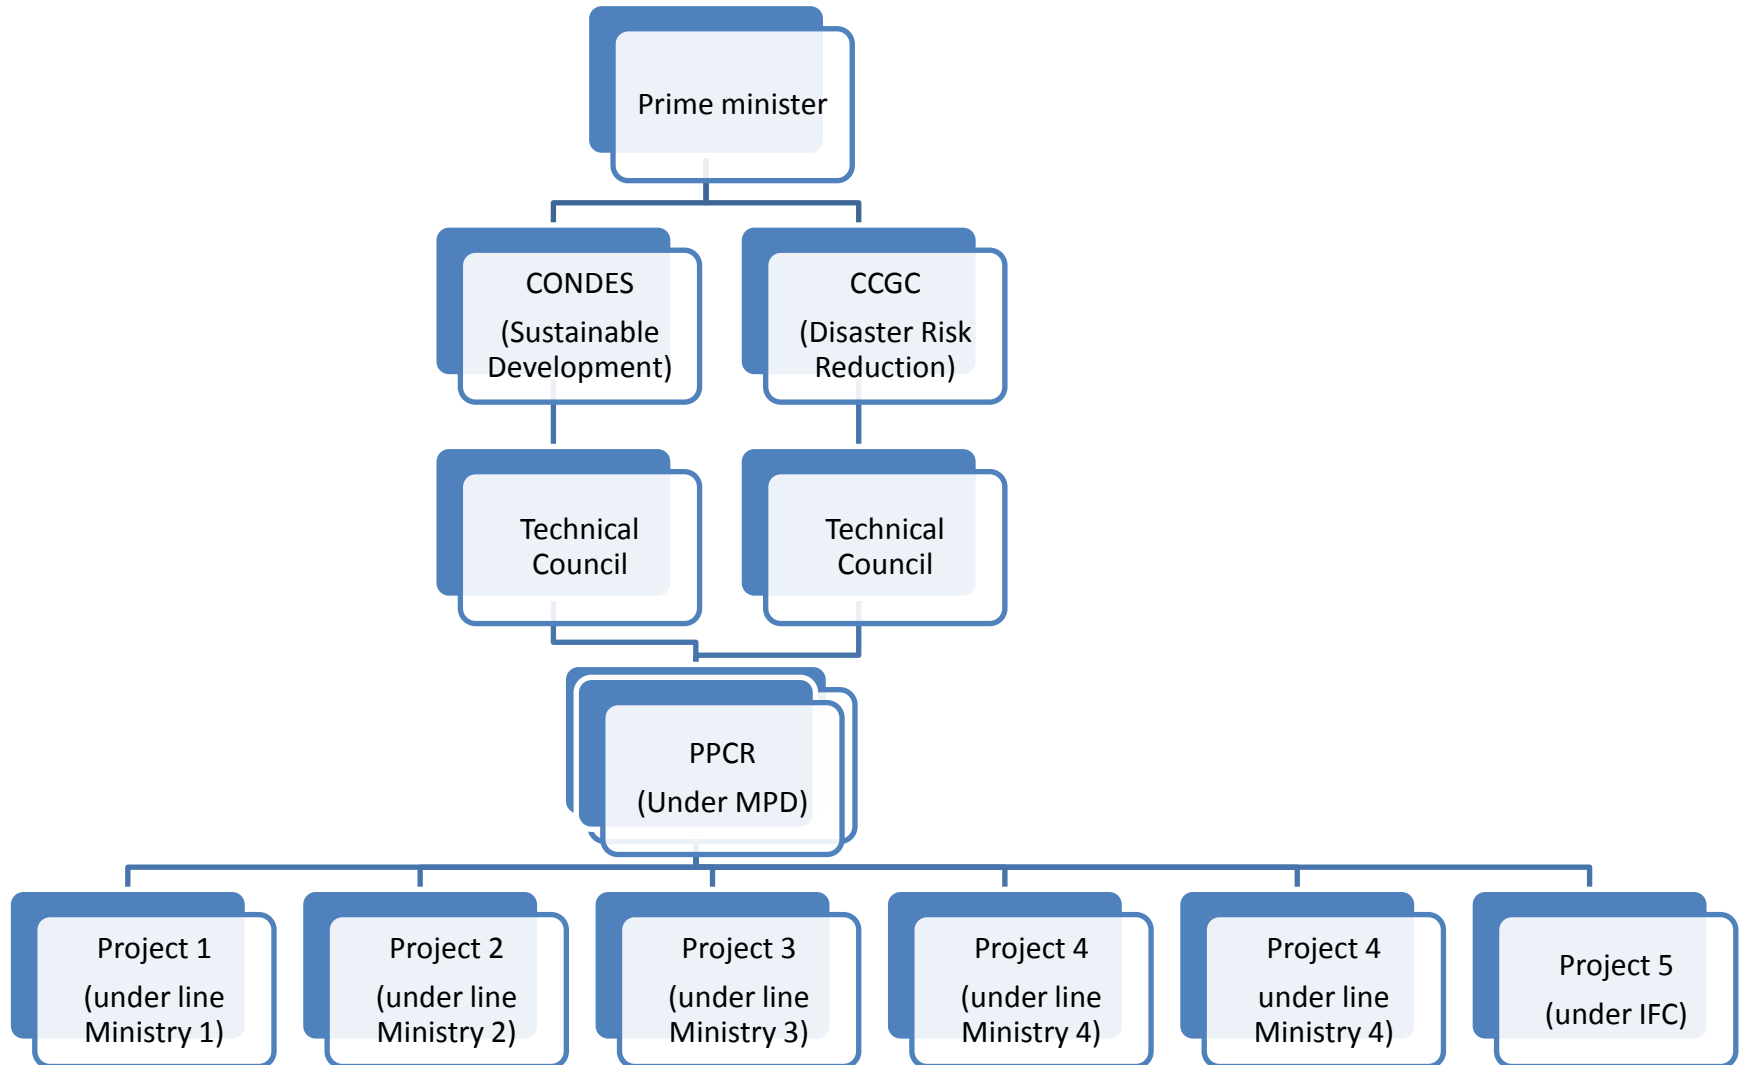 Prime minister
CONDES
(Sustainable
Development)
CCGC
(Disaster Risk
Reduction)
Technical
Council
Technical
Council
PPCR
(Under MPD)
Project 1
(under line
Ministry 1)
Project 2
(under line
Ministry 2)
Project 3
(under line
Ministry 3)
Project 4
(under line
Ministry 4)
Project 4
under line
Ministry 4)
Project 5
(under IFC)